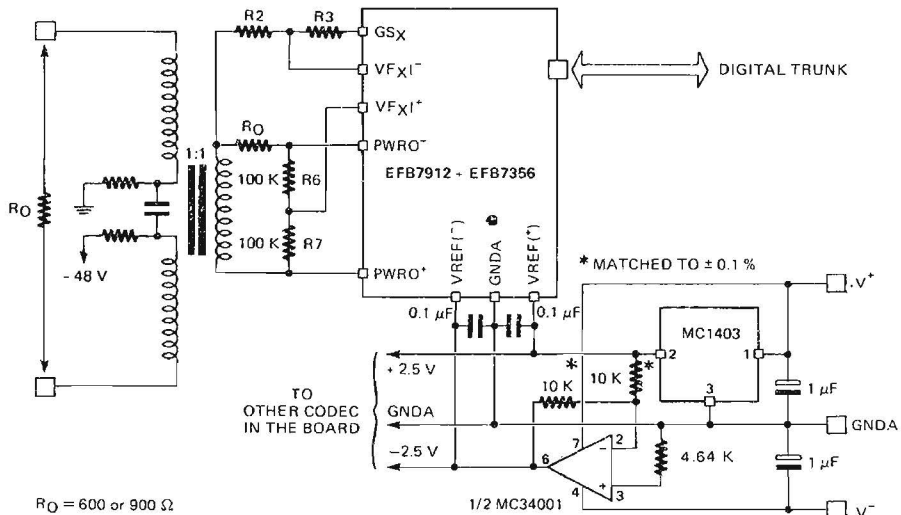 R2
R3
GSX
VFXI-
VFXI+
DIGITAL TRUNK
RO
PWRO-
1:1
EFB7912 + EFB7356
100 K
R6
RO
100 K
R7
- 48 V
PWRO+
VREF(-)
GNDA
VREF(+)
* MATCHED TO ± 0.1 %
.V+
0.1 µF
0.1 µF
MC1403
2
1
3
+ 2.5 V
*
*
10 K
10 K
1 µF
TO
OTHER CODEC
IN THE BOARD
GNDA
GNDA
−2.5 V
7
2
6
4
3
4.64 K
1 µF
1/2 MC34001
V-
RO = 600 or 900 Ω